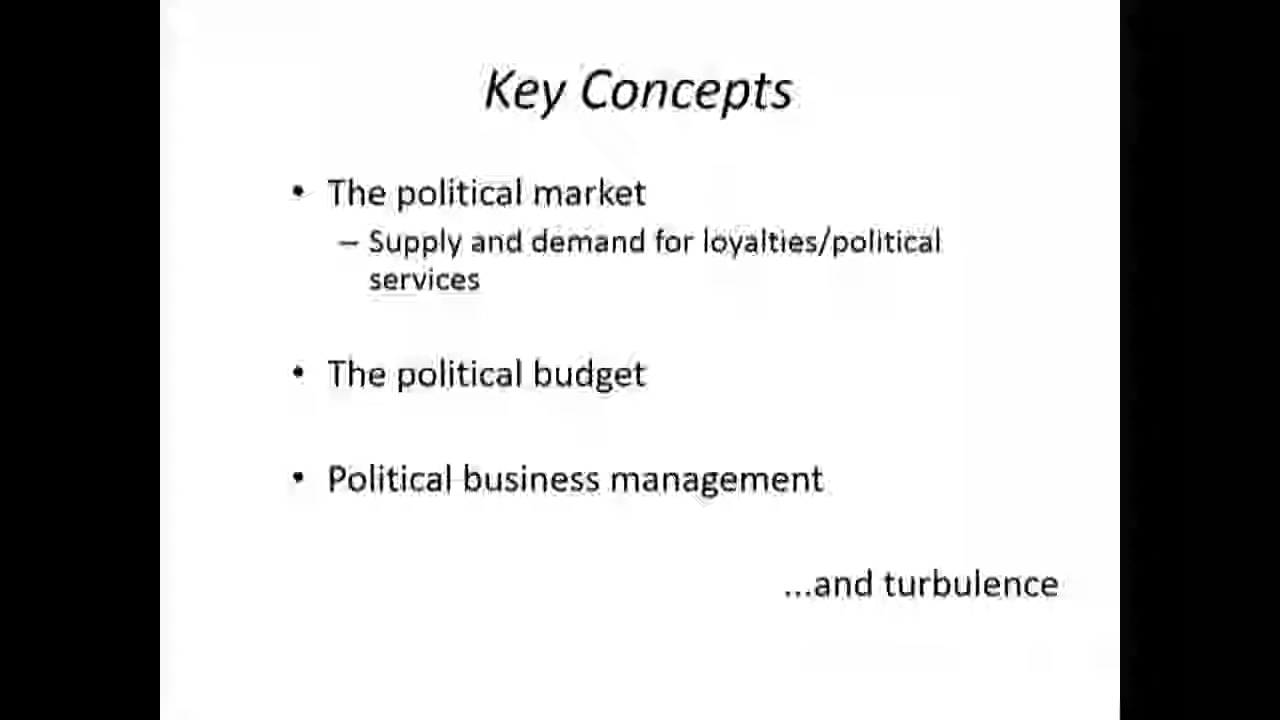 Key Concepts
• The political market
– Supply and demand for loyalties/political
services
• The political budget
• Political business management
...and turbulence